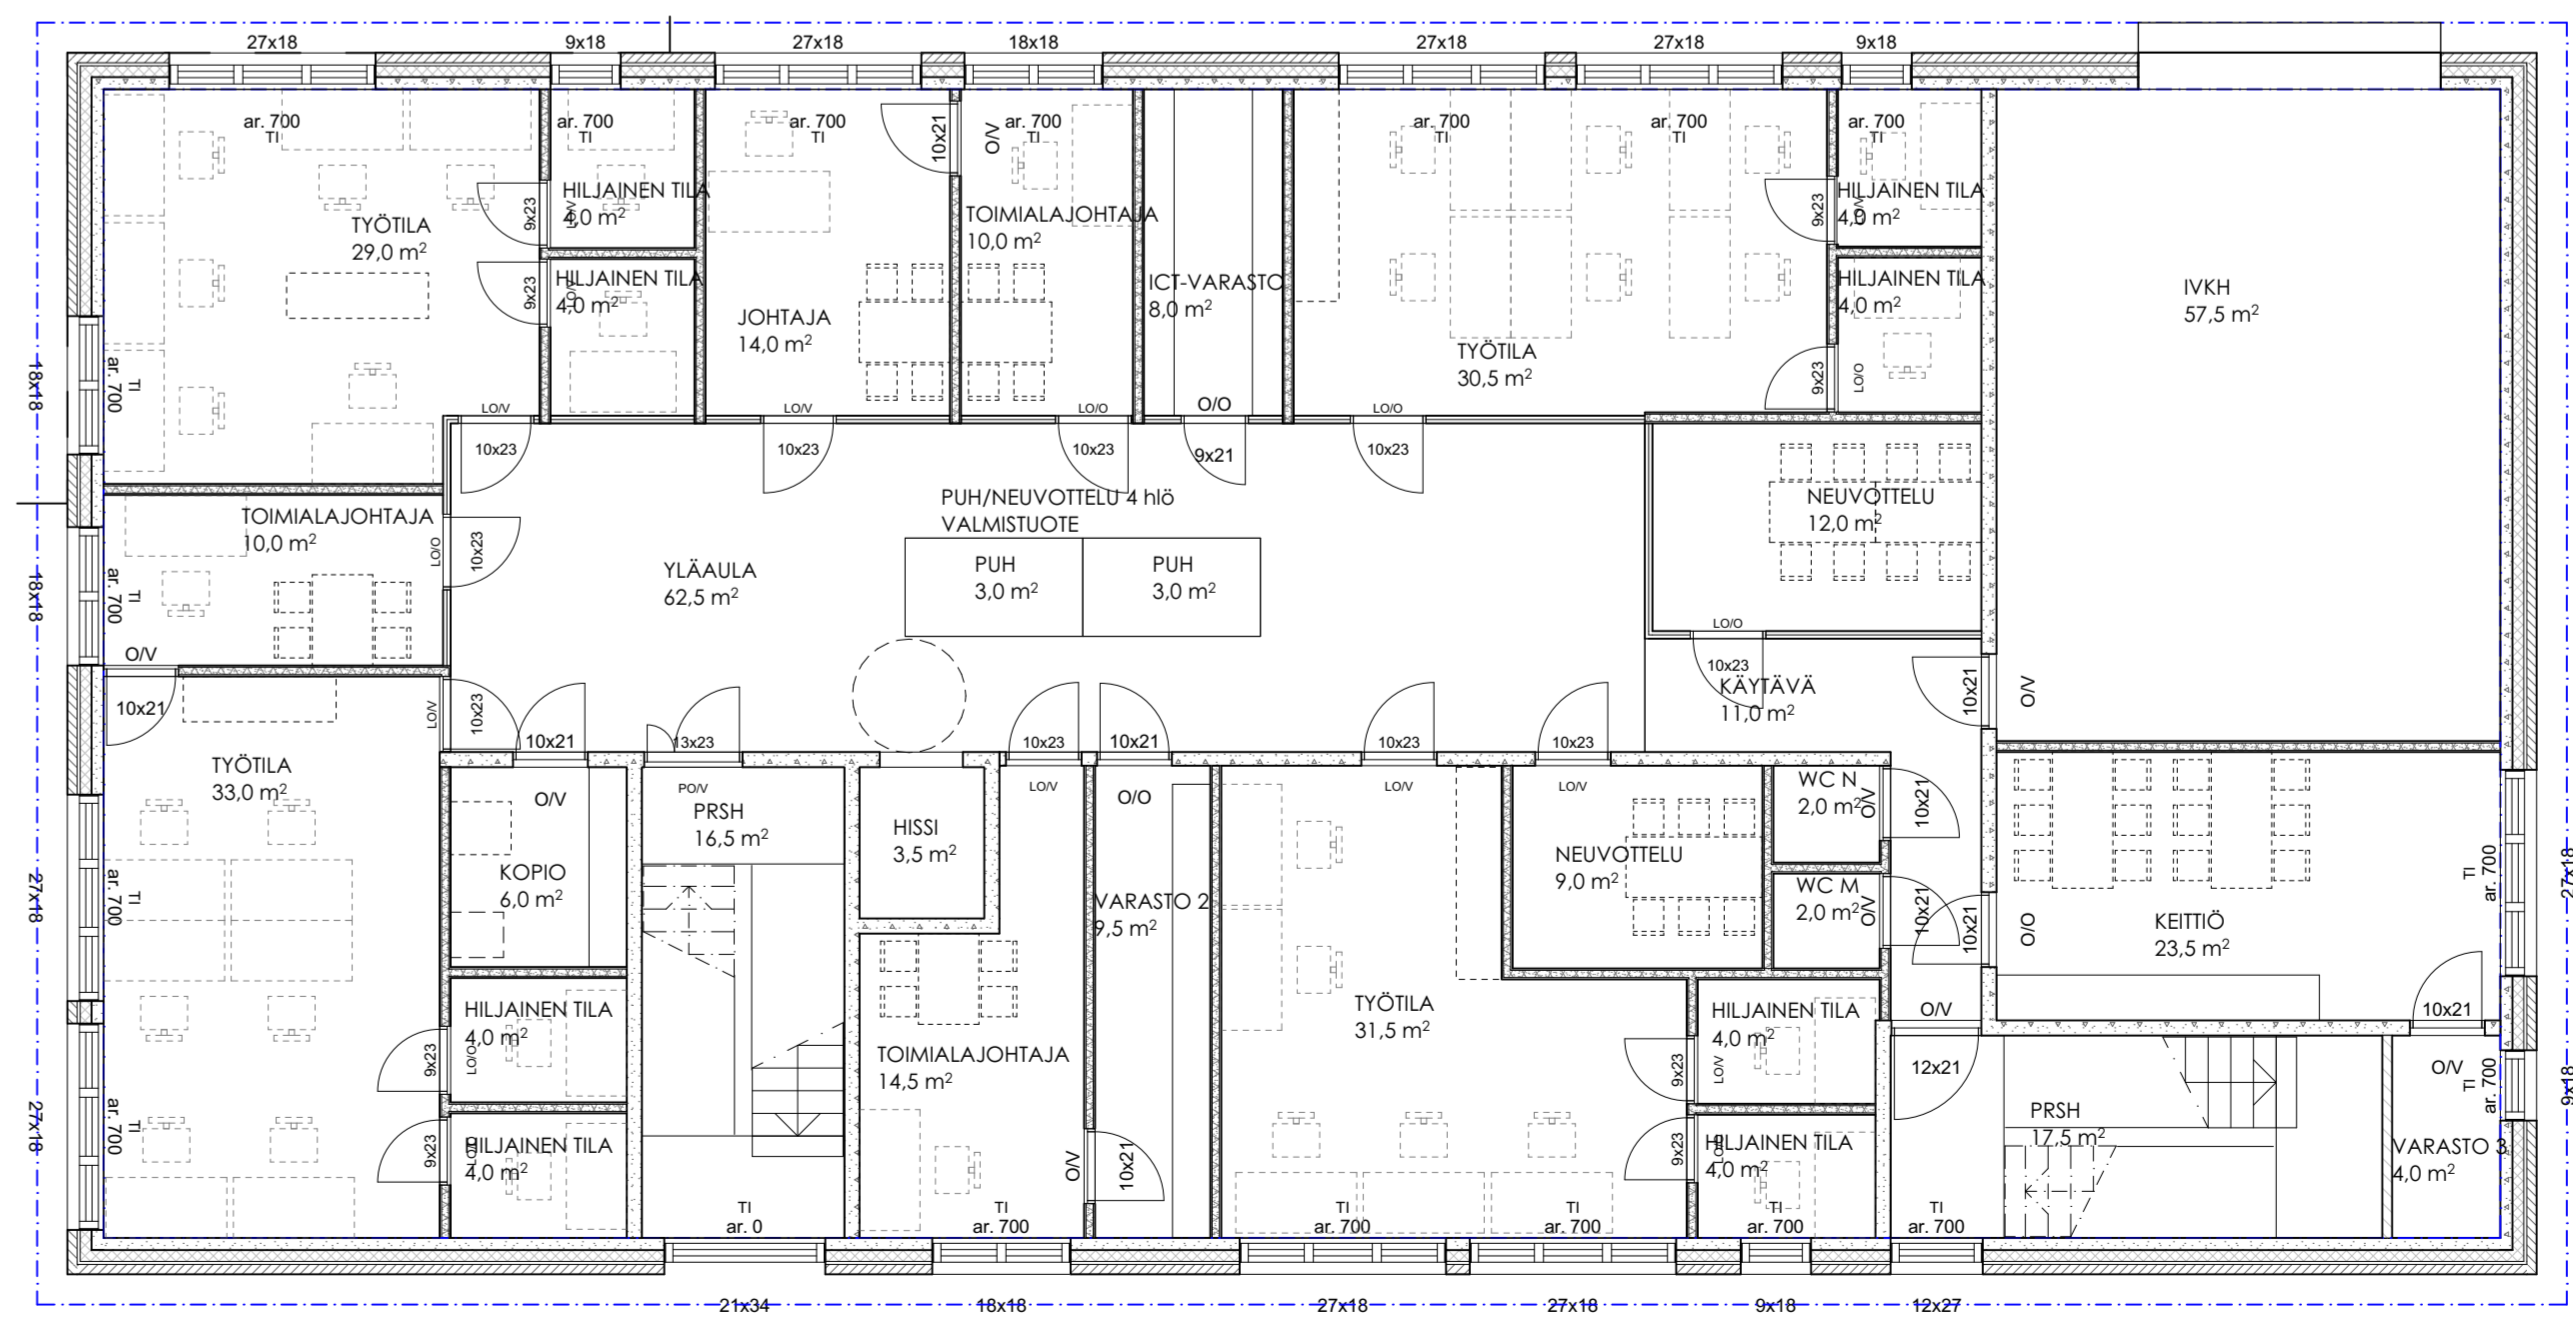 27x18
9x18
27x18
18x18
27x18
27x18
9x18
ar. 700
TI
ar. 700
TI
ar. 700
TI
ar. 700
TI
ar. 700
TI
ar. 700
TI
ar. 700
TI
10x21
O/V
HILJAINEN TILA
4,0 m²
9x23
LO/V
TYÖTILA
29,0 m²
HILJAINEN TILA
4,0 m²
9x23
LO/V
JOHTAJA
14,0 m²
TOIMIALAJOHTAJA
10,0 m²
ICT-VARASTO
8,0 m²
TYÖTILA
30,5 m²
HILJAINEN TILA
4,0 m²
9x23
LO/V
HILJAINEN TILA
4,0 m²
9x23
LO/O
IVKH
57,5 m²
18x18
TI
ar. 700
LO/V
LO/V
LO/O
O/O
LO/O
10x23
10x23
10x23
9x21
10x23
PUH/NEUVOTTELU 4 hlö
VALMISTUOTE
NEUVOTTELU
12,0 m²
TOIMIALAJOHTAJA
10,0 m²
LO/O
10x23
18x18
TI
ar. 700
YLÄAULA
62,5 m²
PUH
3,0 m²
PUH
3,0 m²
LO/O
10x23
O/V
10x21
LO/V
10x23
KÄYTÄVÄ
11,0 m²
10x21
O/V
10x21
13x23
10x23
10x21
10x23
10x23
TYÖTILA
33,0 m²
O/V
PO/V
PRSH
16,5 m²
HISSI
3,5 m²
LO/V
O/O
LO/V
LO/V
WC N
2,0 m²
O/V
10x21
KOPIO
6,0 m²
NEUVOTTELU
9,0 m²
WC M
2,0 m²
O/V
10x21
10x21
O/O
KEITTIÖ
23,5 m²
27x18
TI
ar. 700
27x18
TI
ar. 700
VARASTO 2
9,5 m²
HILJAINEN TILA
4,0 m²
9x23
LO/O
TYÖTILA
31,5 m²
HILJAINEN TILA
4,0 m²
9x23
LO/V
O/V
12x21
10x21
O/V
TOIMIALAJOHTAJA
14,5 m²
27x18
TI
ar. 700
HILJAINEN TILA
4,0 m²
9x23
O/V
10x21
HILJAINEN TILA
4,0 m²
9x23
PRSH
17,5 m²
VARASTO 3
4,0 m²
9x18
TI
ar. 700
TI
ar. 0
TI
ar. 700
TI
ar. 700
TI
ar. 700
TI
ar. 700
TI
ar. 700
21x34
18x18
27x18
27x18
9x18
12x27